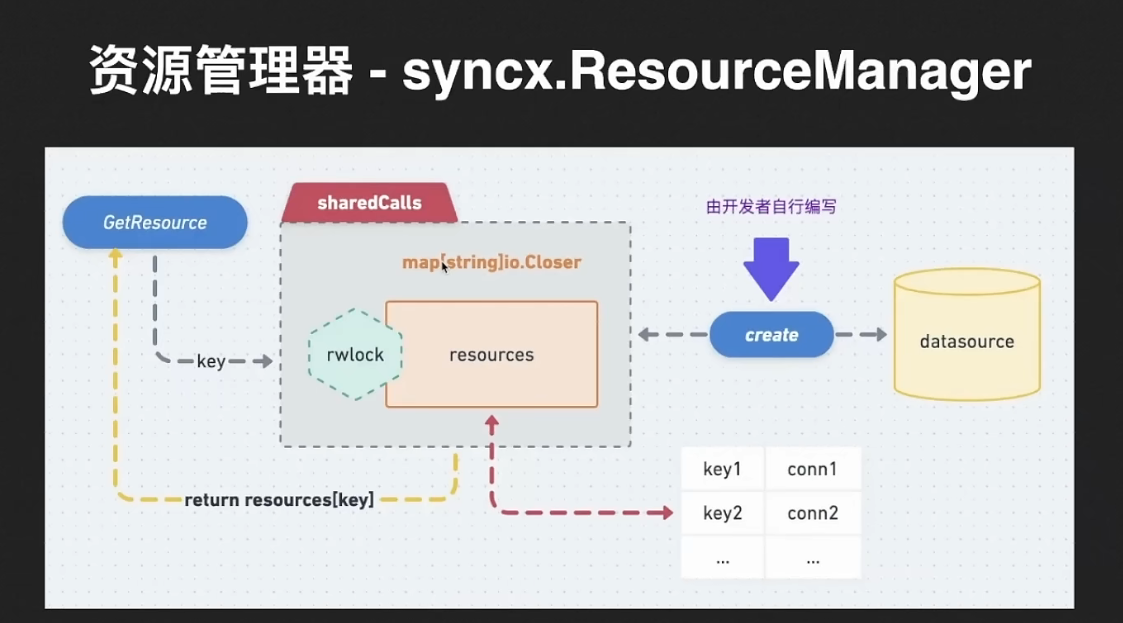 资源管理器 - syncx.ResourceManager
GetResource
sharedCalls
由开发者自行编写
map[string]io.Closer
rwlock
resources
create
datasource
key
return resources[key]
key1 conn1
key2 conn2
... ...